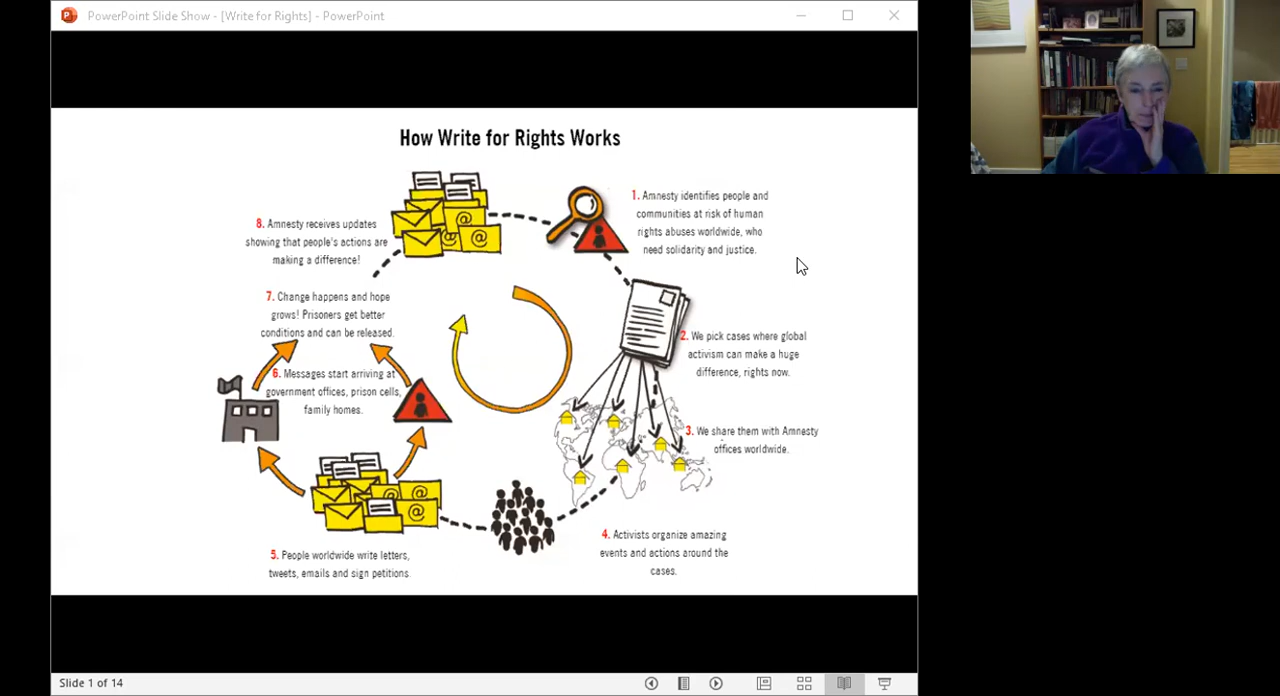 PowerPoint Slide Show - [Write for Rights] - PowerPoint
How Write for Rights Works
1. Amnesty identifies people and
communities at risk of human
rights abuses worldwide, who
need solidarity and justice.
2. We pick cases where global
activism can make a huge
difference, rights now.
3. We share them with Amnesty
offices worldwide.
4. Activists organize amazing
events and actions around the
cases.
5. People worldwide write letters,
tweets, emails and sign petitions.
6. Messages start arriving at
government offices, prison cells,
family homes.
7. Change happens and hope
grows! Prisoners get better
conditions and can be released.
8. Amnesty receives updates
showing that people's actions are
making a difference!
Slide 1 of 14